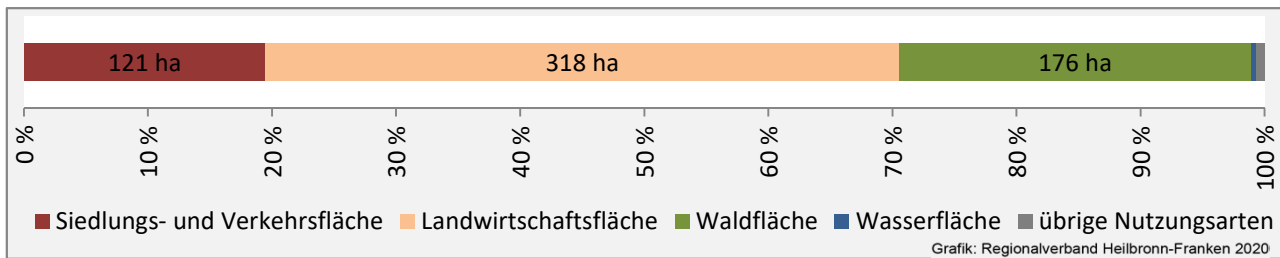 121 ha 318 ha 176 ha
0 % 10 % 20 % 30 % 40 % 50 % 60 % 70 % 80 % 90 % 100 %
Siedlungs- und Verkehrsfläche Landwirtschaftsfläche Waldfläche Wasserfläche übrige Nutzungsarten
Grafik: Regionalverband Heilbronn-Franken 2020